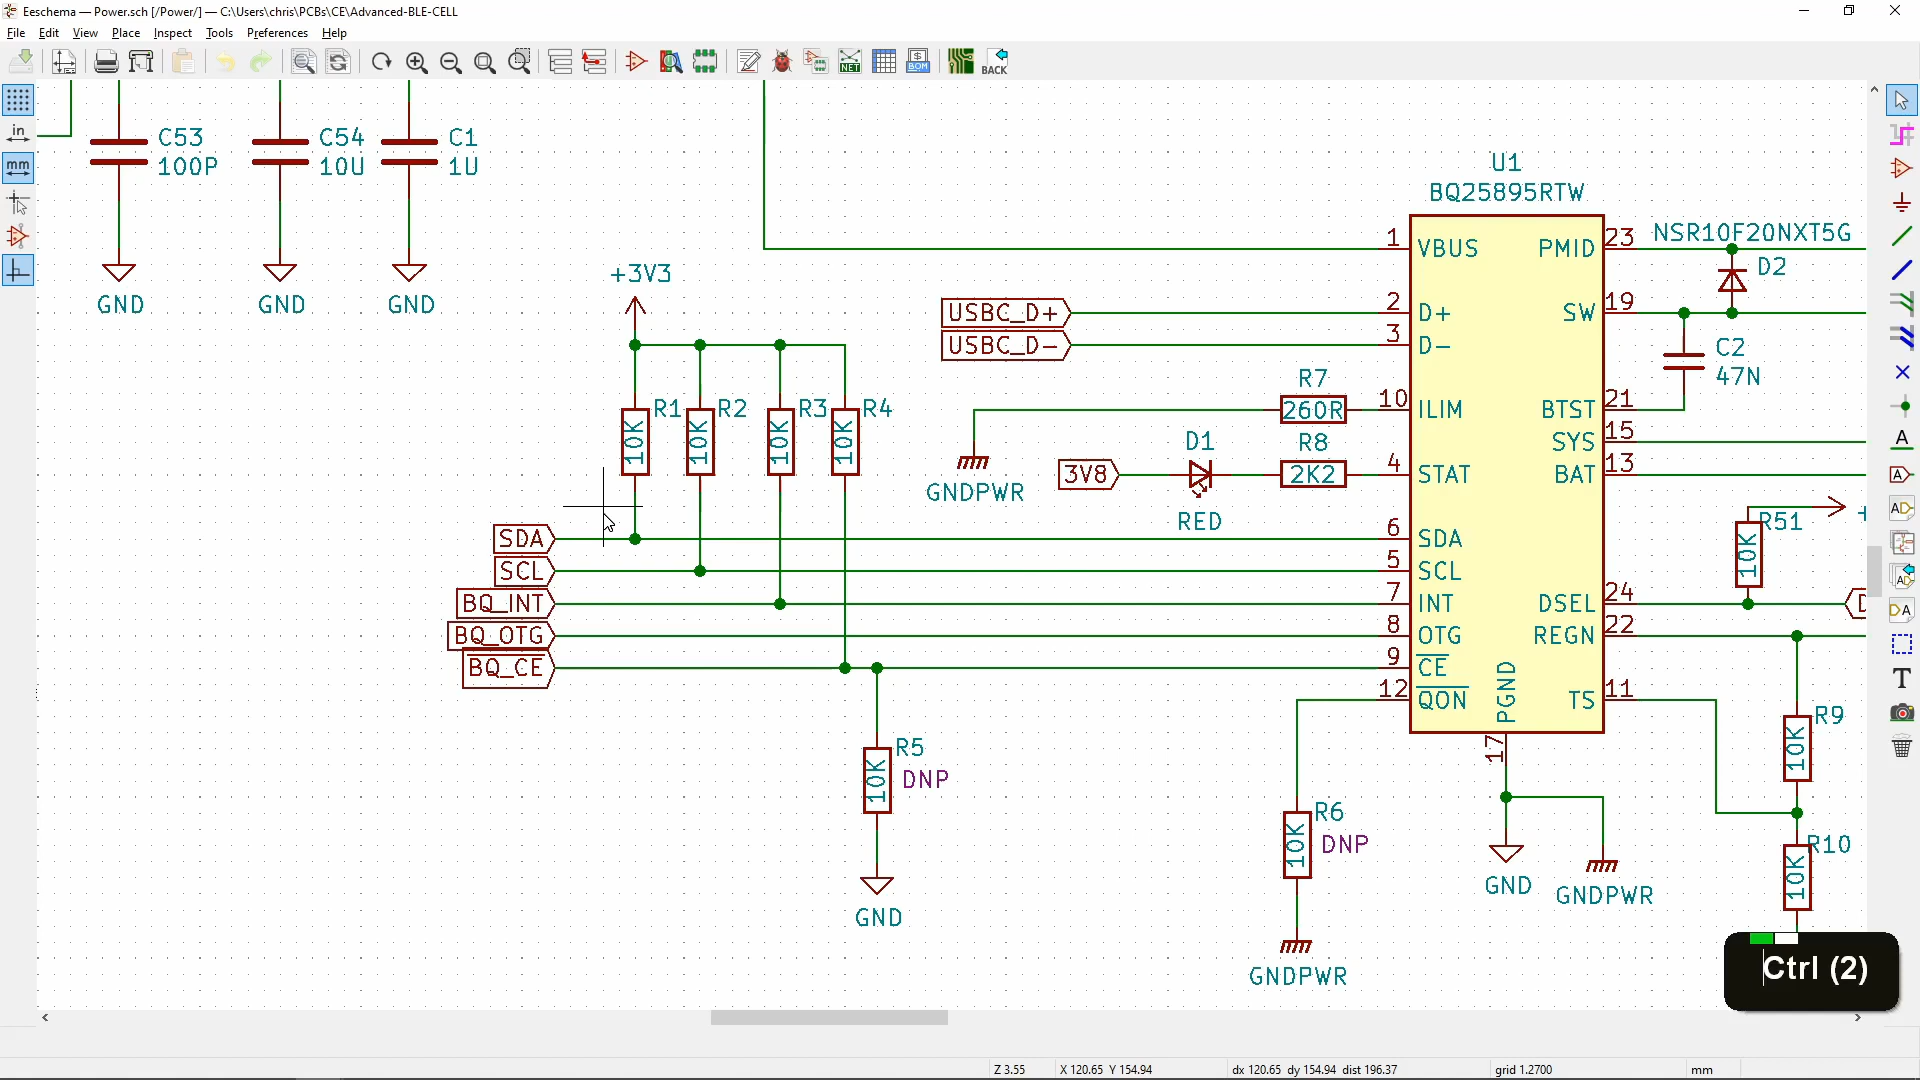 Eeschema — Power.sch [/Power/] — C:\Users\chris\PCBs\CE\Advanced-BLE-CELL
File Edit View Place Inspect Tools Preferences Help
NET
BOM
BACK
in
mm
C53
100P
C54
10U
C1
1U
GND
GND
GND
+3V3
R1
10K
R2
10K
R3
10K
R4
10K
SDA
SCL
BQ_INT
BQ_OTG
BQ_CE
R5
10K
DNP
GND
USBC_D+
USBC_D-
GNDPWR
R7
260R
3V8
D1
RED
R8
2K2
U1
BQ25895RTW
1 VBUS
2 D+
3 D-
10 ILIM
4 STAT
6 SDA
5 SCL
7 INT
8 OTG
9 CE
12 QON
PMID 23
SW 19
BTST 21
SYS 15
BAT 13
DSEL 24
REGN 22
TS 11
PGND
17
R6
10K
DNP
GNDPWR
GND
GNDPWR
NSR10F20NXT5G
D2
C2
47N
R51
10K
+
D
R9
10K
R10
10K
A
A
A
A
A
T
Ctrl (2)
Z 3.55
X 120.65 Y 154.94
dx 120.65 dy 154.94 dist 196.37
grid 1.2700
mm